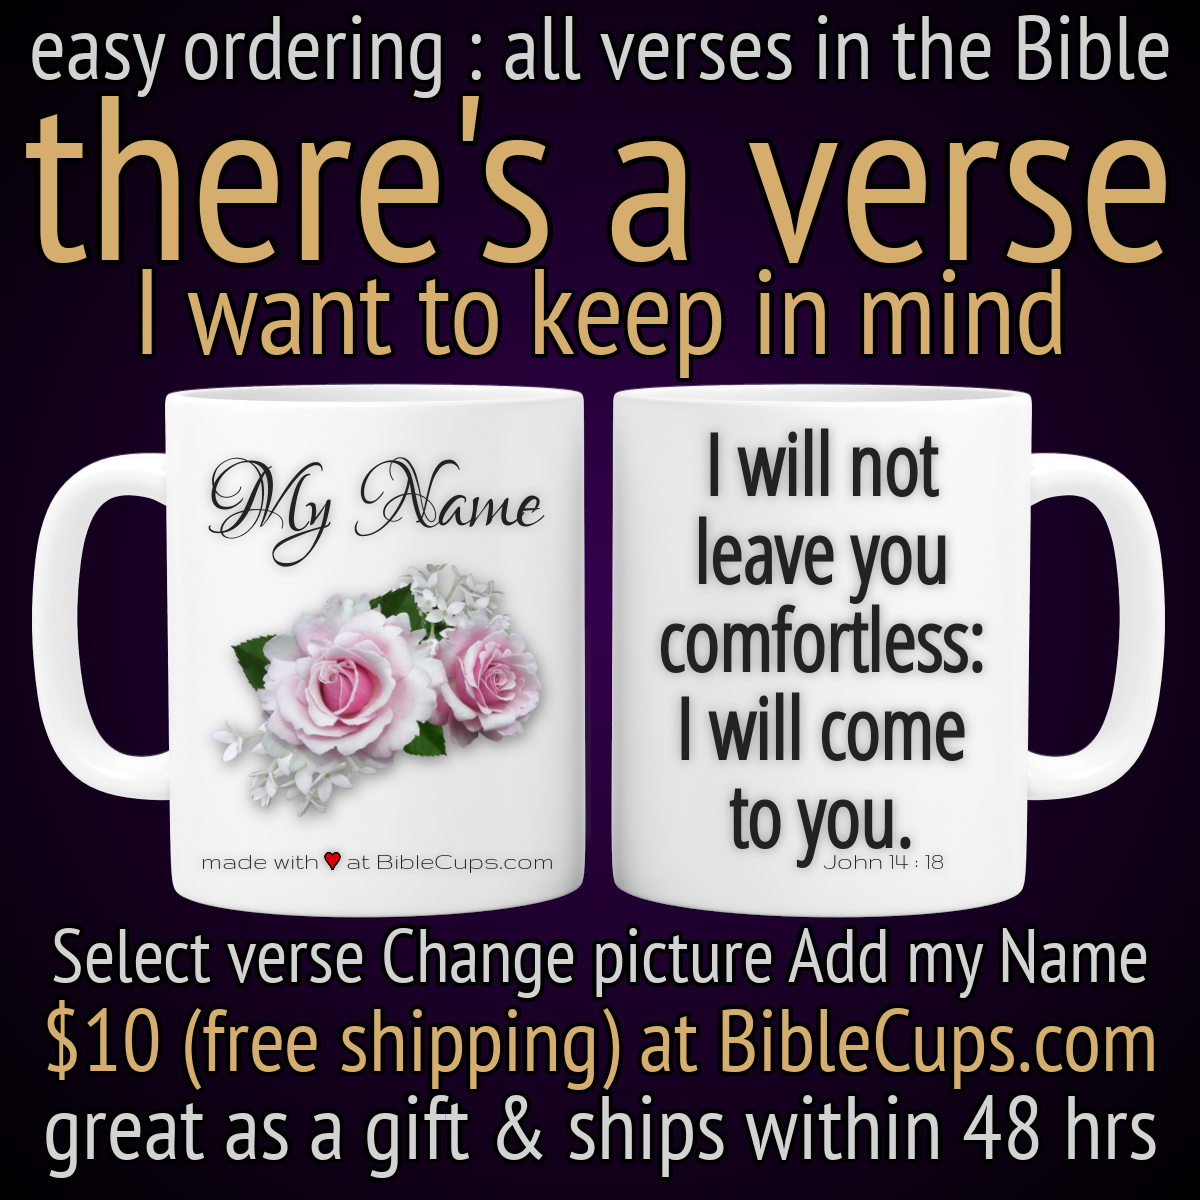 easy ordering : all verses in the Bible
there's a verse
I want to keep in mind
My Name
made with ♥ at BibleCups.com
I will not
leave you
comfortless:
I will come
to you.
John 14 : 18
Select verse Change picture Add my Name
$10 (free shipping) at BibleCups.com
great as a gift & ships within 48 hrs